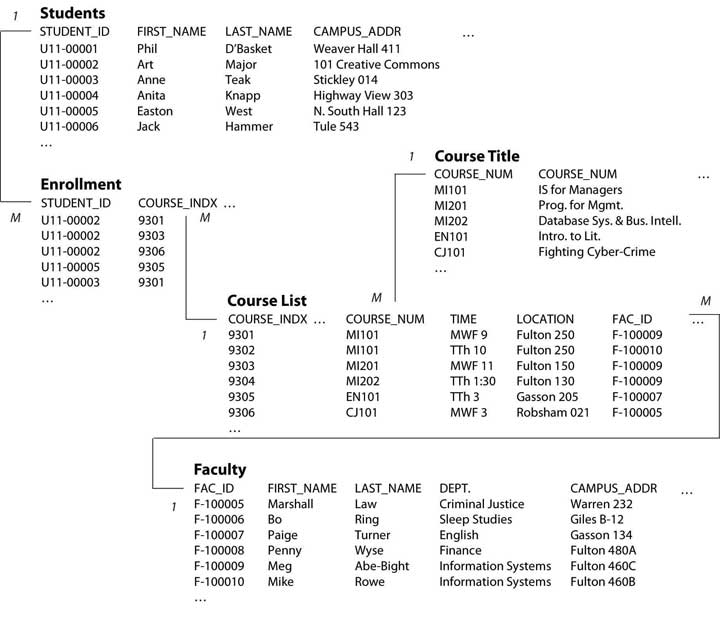 1 Students
STUDENT_ID FIRST_NAME LAST_NAME CAMPUS_ADDR …
U11-00001 Phil D'Basket Weaver Hall 411
U11-00002 Art Major 101 Creative Commons
U11-00003 Anne Teak Stickley 014
U11-00004 Anita Knapp Highway View 303
U11-00005 Easton West N. South Hall 123
U11-00006 Jack Hammer Tule 543
…
1 Course Title
COURSE_NUM COURSE_NUM …
MI101 IS for Managers
MI201 Prog. for Mgmt.
MI202 Database Sys. & Bus. Intell.
EN101 Intro. to Lit.
CJ101 Fighting Cyber-Crime
…
Enrollment
STUDENT_ID COURSE_INDX …
M U11-00002 9301 M
U11-00002 9303
U11-00002 9306
U11-00005 9305
U11-00003 9301
…
Course List M M
COURSE_INDX … COURSE_NUM TIME LOCATION FAC_ID …
1 9301 MI101 MWF 9 Fulton 250 F-100009
9302 MI101 TTh 10 Fulton 250 F-100010
9303 MI201 MWF 11 Fulton 150 F-100009
9304 MI202 TTh 1:30 Fulton 130 F-100009
9305 EN101 TTh 3 Gasson 205 F-100007
9306 CJ101 MWF 3 Robsham 021 F-100005
…
Faculty
FAC_ID FIRST_NAME LAST_NAME DEPT. CAMPUS_ADDR …
1 F-100005 Marshall Law Criminal Justice Warren 232
F-100006 Bo Ring Sleep Studies Giles B-12
F-100007 Paige Turner English Gasson 134
F-100008 Penny Wyse Finance Fulton 480A
F-100009 Meg Abe-Bight Information Systems Fulton 460C
F-100010 Mike Rowe Information Systems Fulton 460B
…